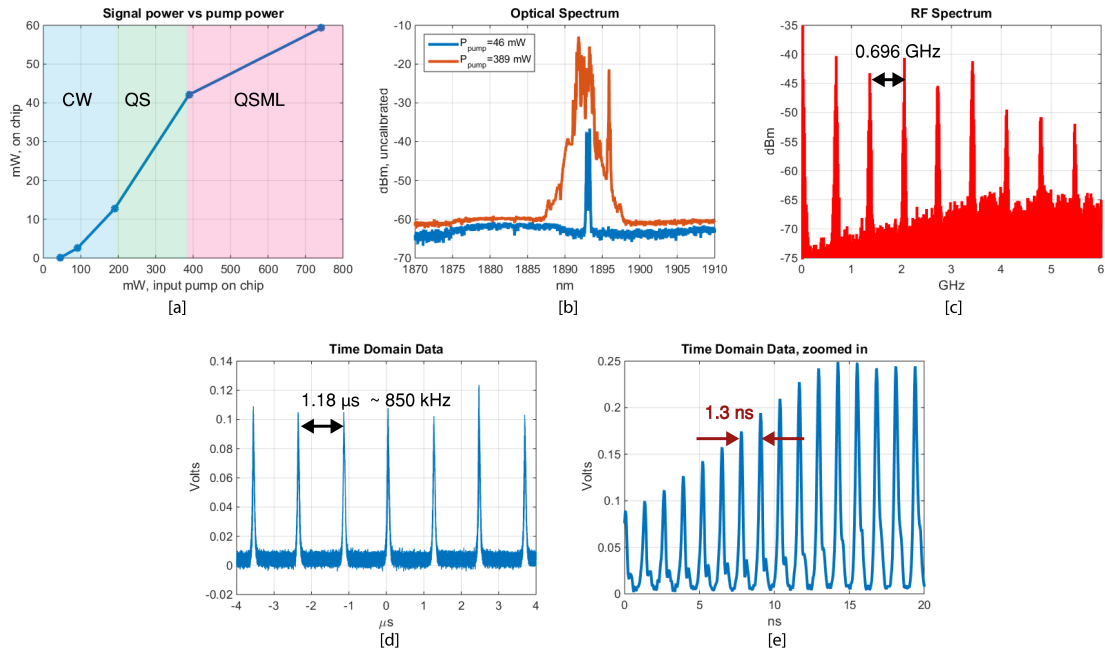 Signal power vs pump power
60
50
40
30
20
10
0
mW, on chip
CW
QS
QSML
0 100 200 300 400 500 600 700 800
mW, input pump on chip
[a]
Optical Spectrum
P_pump=46 mW
P_pump=389 mW
0
-10
-20
-30
-40
-50
-60
-70
dBm, uncalibrated
1870 1875 1880 1885 1890 1895 1900 1905 1910
nm
[b]
RF Spectrum
0.696 GHz
-35
-40
-45
-50
-55
-60
-65
-70
-75
dBm
0 1 2 3 4 5 6
GHz
[c]
Time Domain Data
1.18 µs ~ 850 kHz
0.14
0.12
0.1
0.08
0.06
0.04
0.02
0
-0.02
Volts
-4 -3 -2 -1 0 1 2 3 4
µs
[d]
Time Domain Data, zoomed in
1.3 ns
0.25
0.2
0.15
0.1
0.05
0
Volts
0 5 10 15 20
ns
[e]